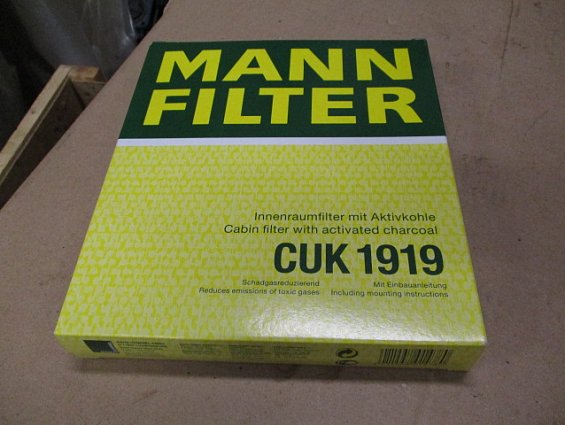 MANN
FILTER
Innenraumfilter mit Aktivkohle
Cabin filter with activated charcoal
CUK 1919
Schadgasreduzierend
Reduces emissions of toxic gases
Mit Einbauanleitung
Including mounting instructions